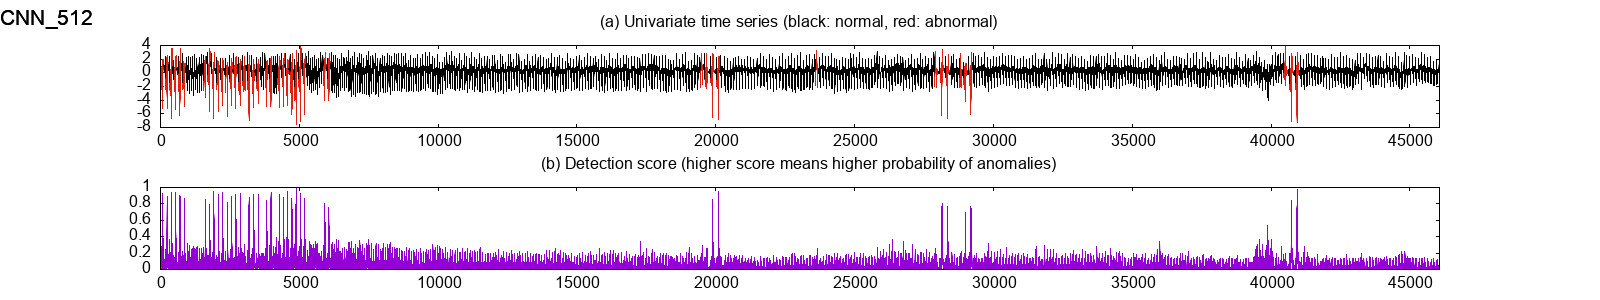 CNN_512
(a) Univariate time series (black: normal, red: abnormal)
4
2
0
-2
-4
-6
-8
0 5000 10000 15000 20000 25000 30000 35000 40000 45000
(b) Detection score (higher score means higher probability of anomalies)
1
0.8
0.6
0.4
0.2
0
0 5000 10000 15000 20000 25000 30000 35000 40000 45000